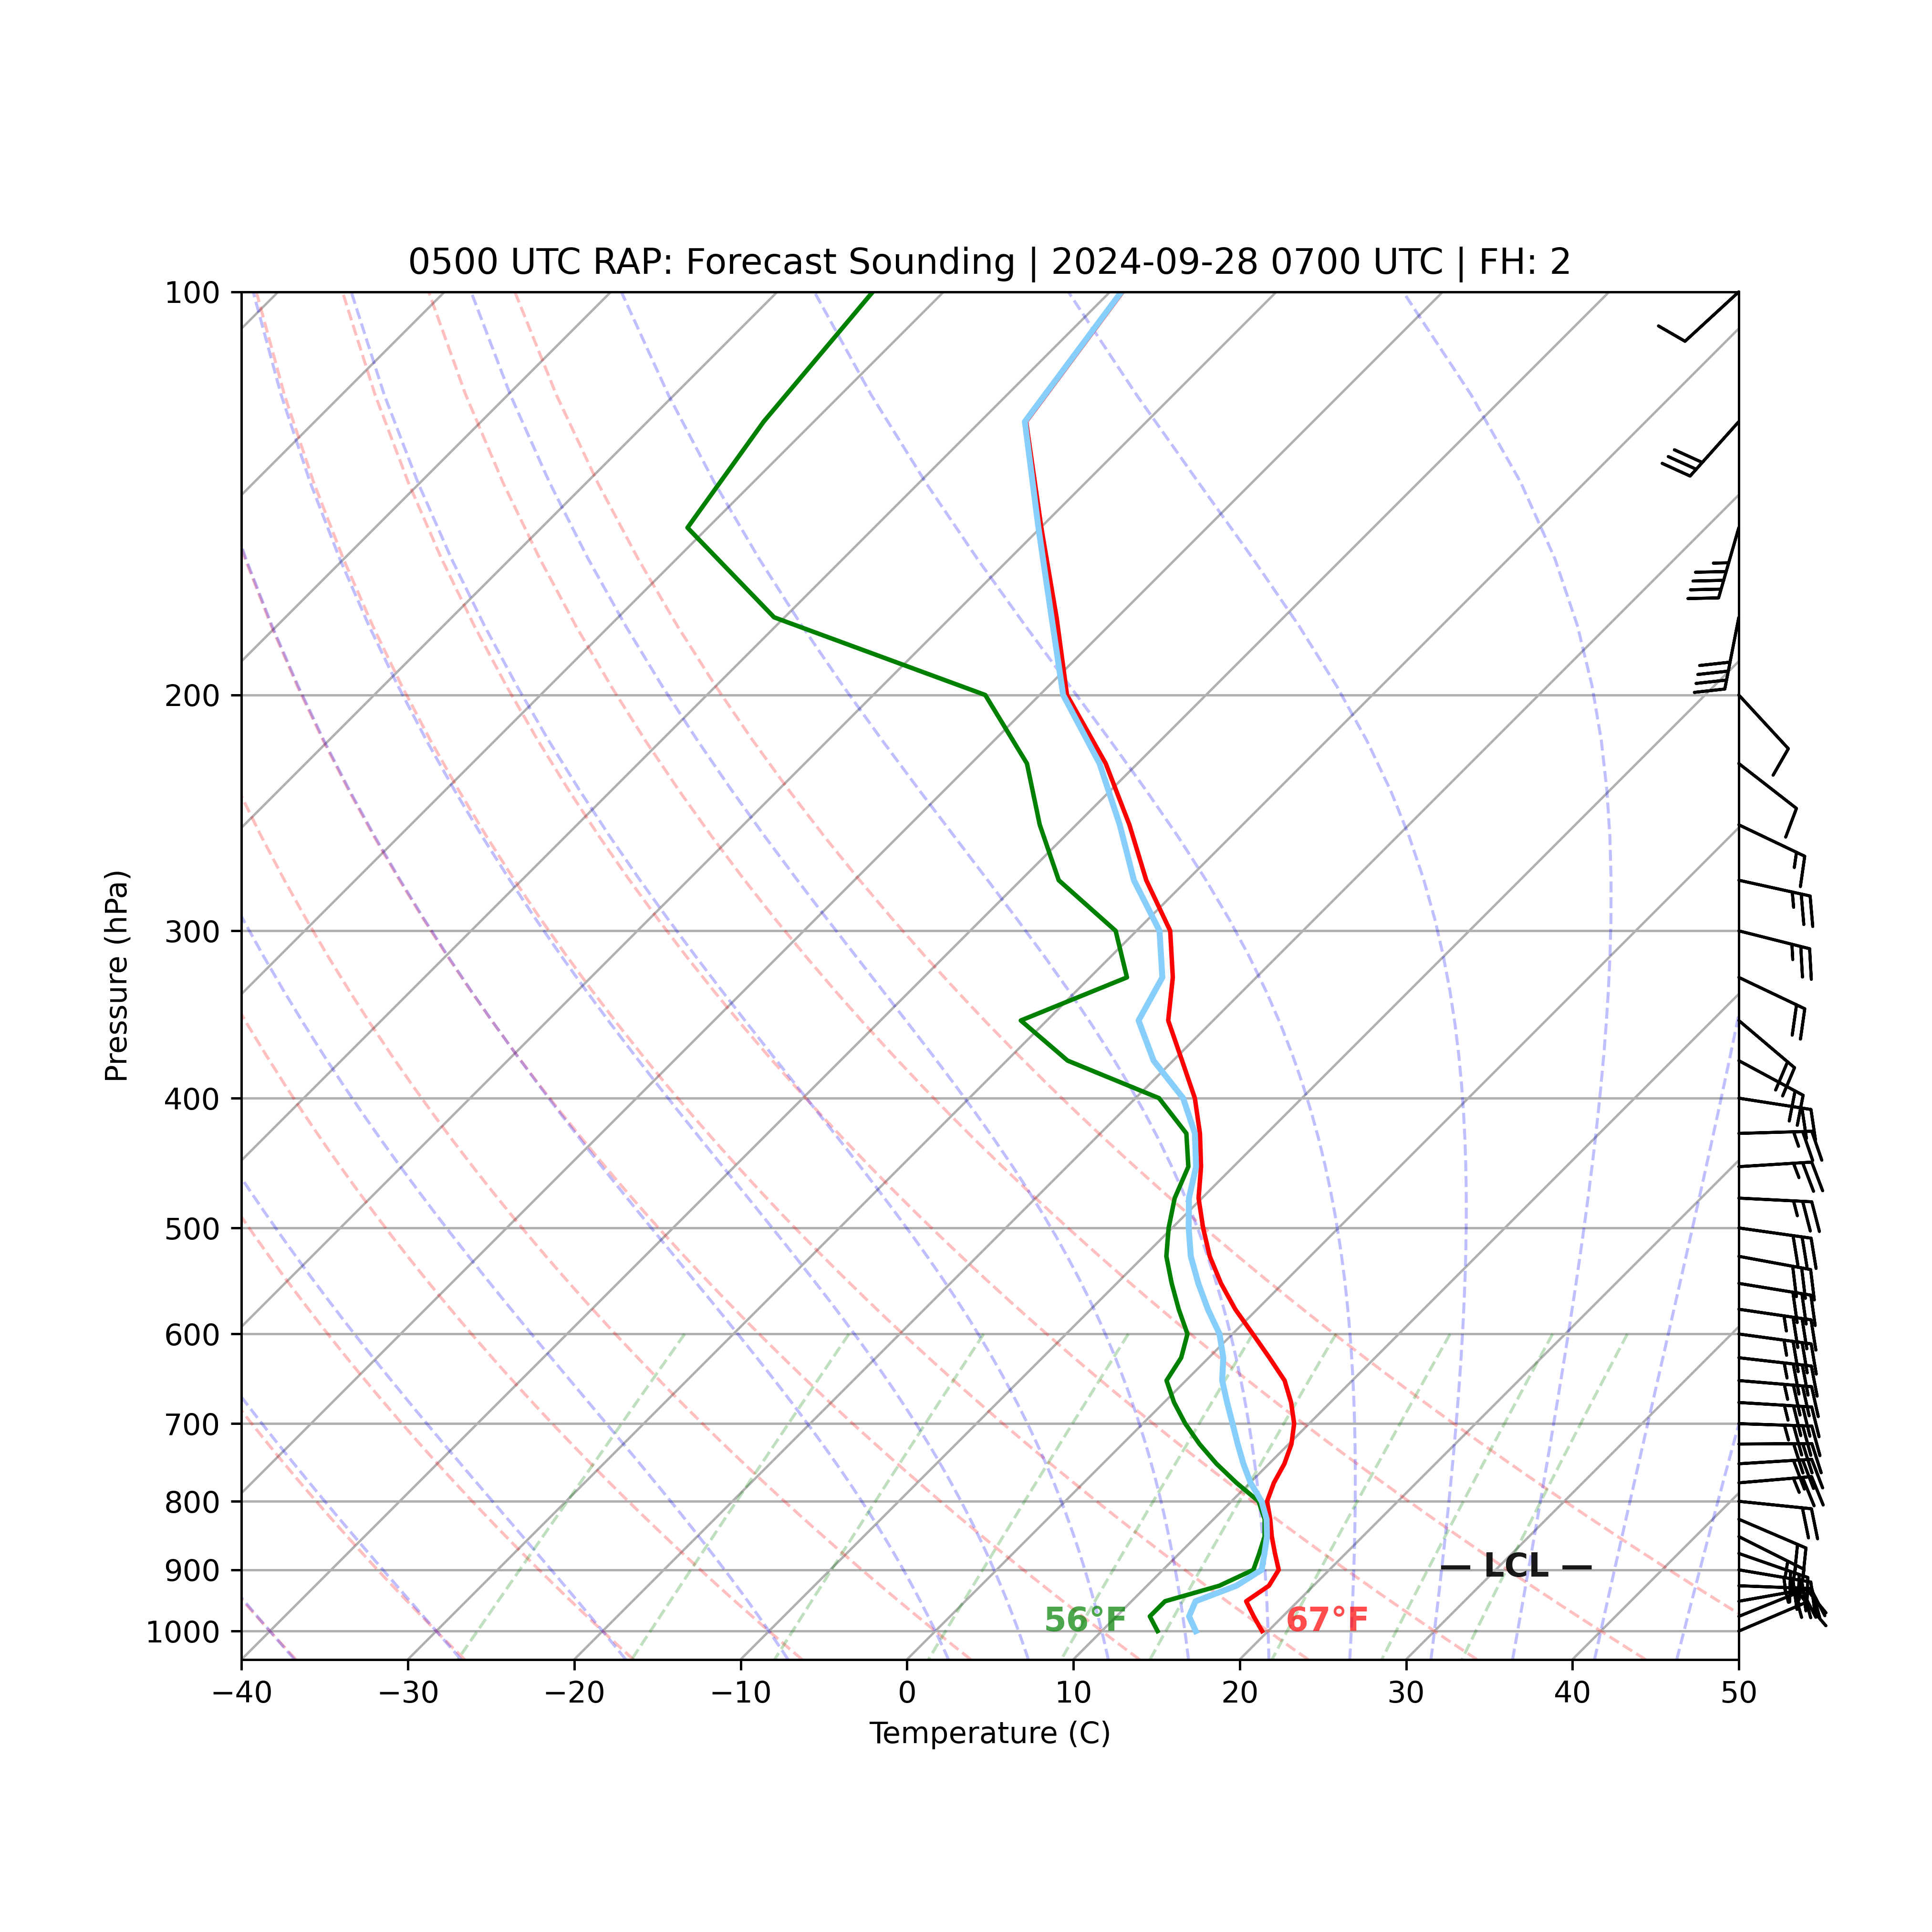 0500 UTC RAP: Forecast Sounding | 2024-09-28 0700 UTC | FH: 2
100
200
300
400
500
600
700
800
900
1000
Pressure (hPa)
— LCL —
56°F
67°F
−40 −30 −20 −10 0 10 20 30 40 50
Temperature (C)